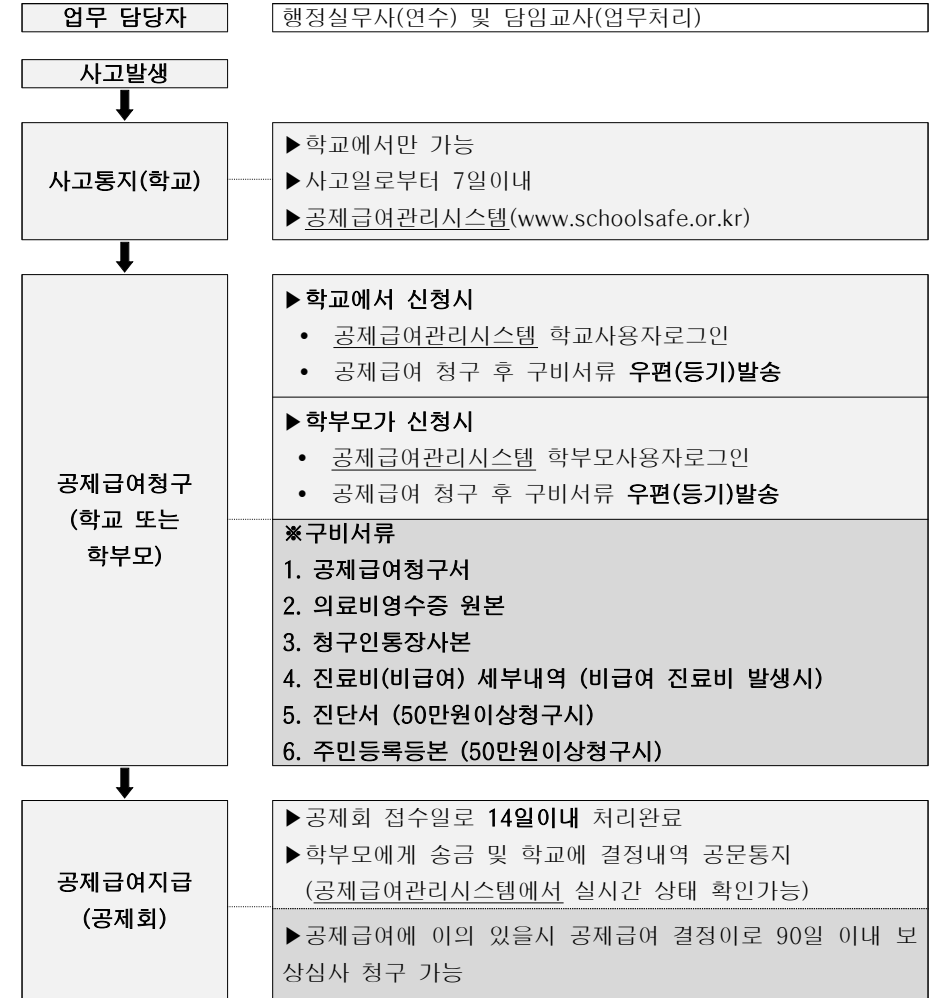 업무 담당자
행정실무사(연수) 및 담임교사(업무처리)
사고발생
사고통지(학교)
▶학교에서만 가능
▶사고일로부터 7일이내
▶공제급여관리시스템(www.schoolsafe.or.kr)
공제급여청구
(학교 또는
학부모)
▶학교에서 신청시
• 공제급여관리시스템 학교사용자로그인
• 공제급여 청구 후 구비서류 우편(등기)발송
▶학부모가 신청시
• 공제급여관리시스템 학부모사용자로그인
• 공제급여 청구 후 구비서류 우편(등기)발송
※구비서류
1. 공제급여청구서
2. 의료비영수증 원본
3. 청구인통장사본
4. 진료비(비급여) 세부내역 (비급여 진료비 발생시)
5. 진단서 (50만원이상청구시)
6. 주민등록등본 (50만원이상청구시)
공제급여지급
(공제회)
▶공제회 접수일로 14일이내 처리완료
▶학부모에게 송금 및 학교에 결정내역 공문통지
(공제급여관리시스템에서 실시간 상태 확인가능)
▶공제급여에 이의 있을시 공제급여 결정이로 90일 이내 보
상심사 청구 가능